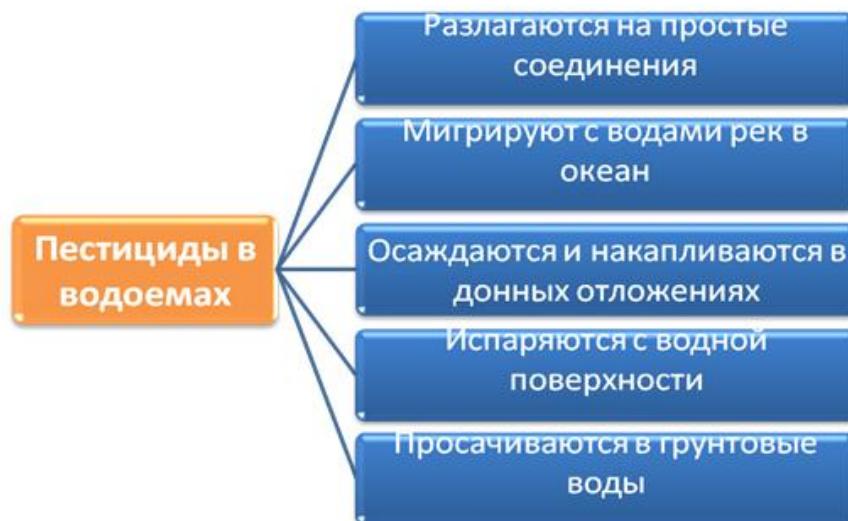 Разлагаются на простые
соединения
Мигрируют с водами рек в
океан
Пестициды в
водоемах
Осаждаются и накапливаются в
донных отложениях
Испаряются с водной
поверхности
Просачиваются в грунтовые
воды